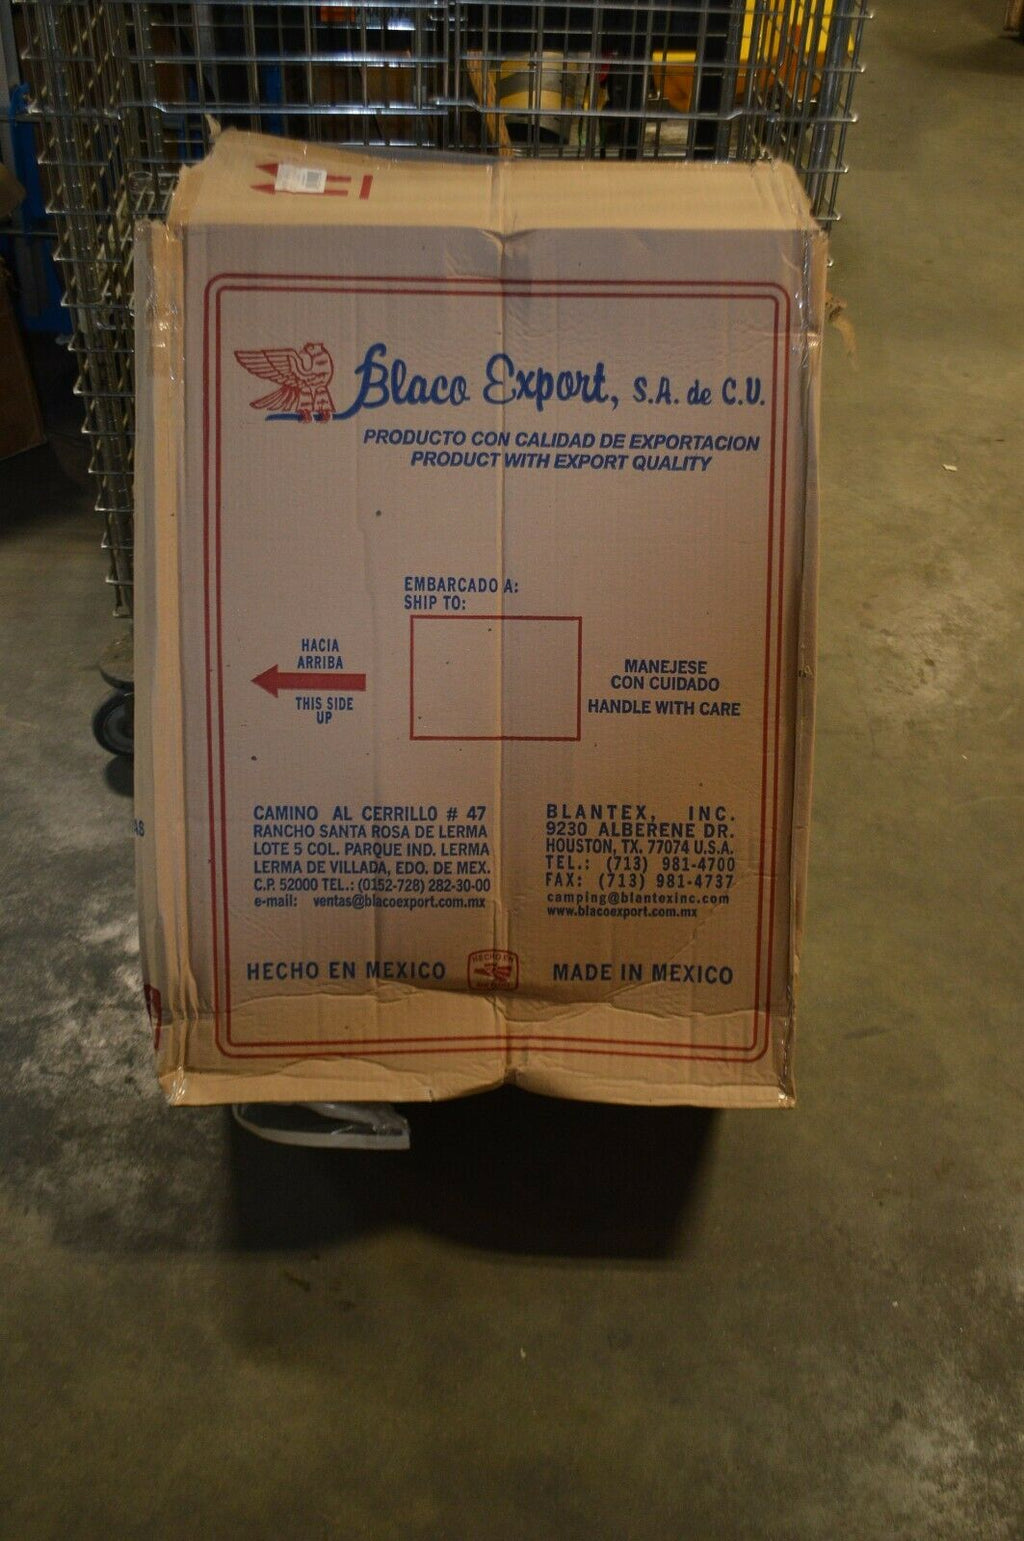 Blaco Export, S.A. de C.V.
PRODUCTO CON CALIDAD DE EXPORTACION
PRODUCT WITH EXPORT QUALITY
EMBARCADO A:
SHIP TO:
HACIA
ARRIBA
THIS SIDE
UP
MANEJESE
CON CUIDADO
HANDLE WITH CARE
CAMINO AL CERRILLO # 47
RANCHO SANTA ROSA DE LERMA
LOTE 5 COL. PARQUE IND. LERMA
LERMA DE VILLADA, EDO. DE MEX.
C.P. 52000 TEL.: (0152-728) 282-30-00
e-mail: ventas@blacoexport.com.mx
BLANTEX, INC.
9230 ALBERENE DR.
HOUSTON, TX. 77074 U.S.A.
TEL.: (713) 981-4700
FAX: (713) 981-4737
camping@blantexinc.com
www.blacoexport.com.mx
HECHO EN MEXICO
HECHO EN
MADE IN MEXICO